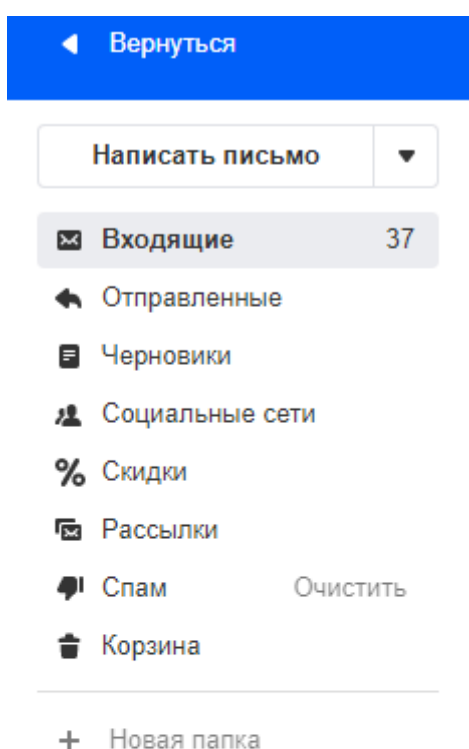 Вернуться
Написать письмо
Входящие 37
Отправленные
Черновики
Социальные сети
% Скидки
Рассылки
Спам Очистить
Корзина
+ Новая папка